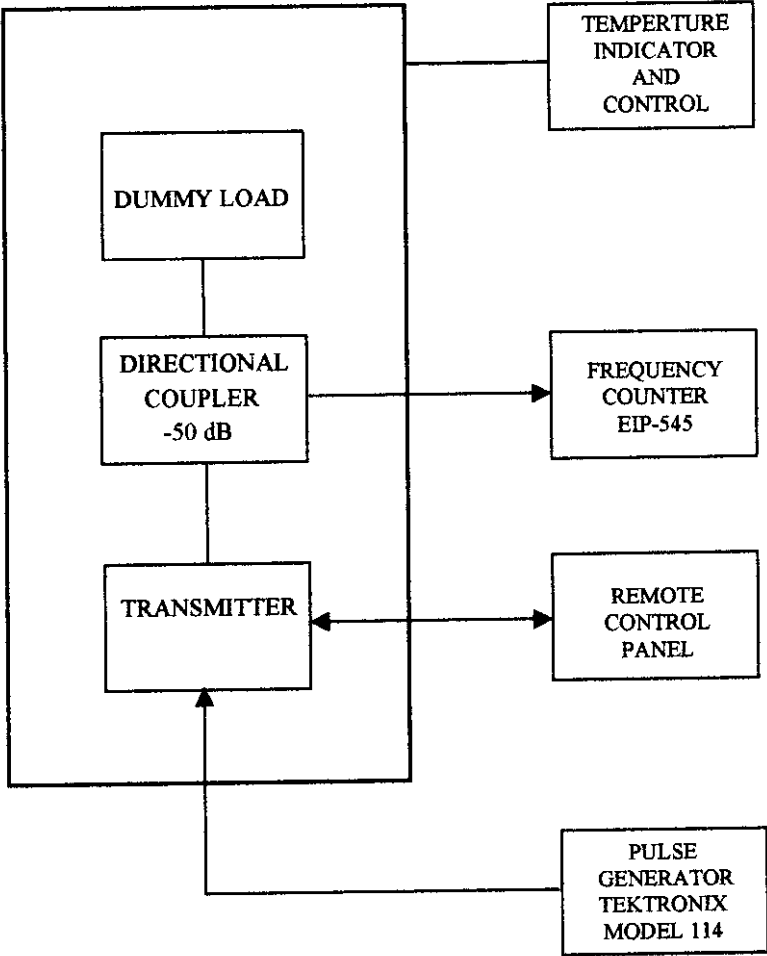 TEMPERTURE
INDICATOR
AND
CONTROL
DUMMY LOAD
DIRECTIONAL
COUPLER
-50 dB
FREQUENCY
COUNTER
EIP-545
TRANSMITTER
REMOTE
CONTROL
PANEL
PULSE
GENERATOR
TEKTRONIX
MODEL 114